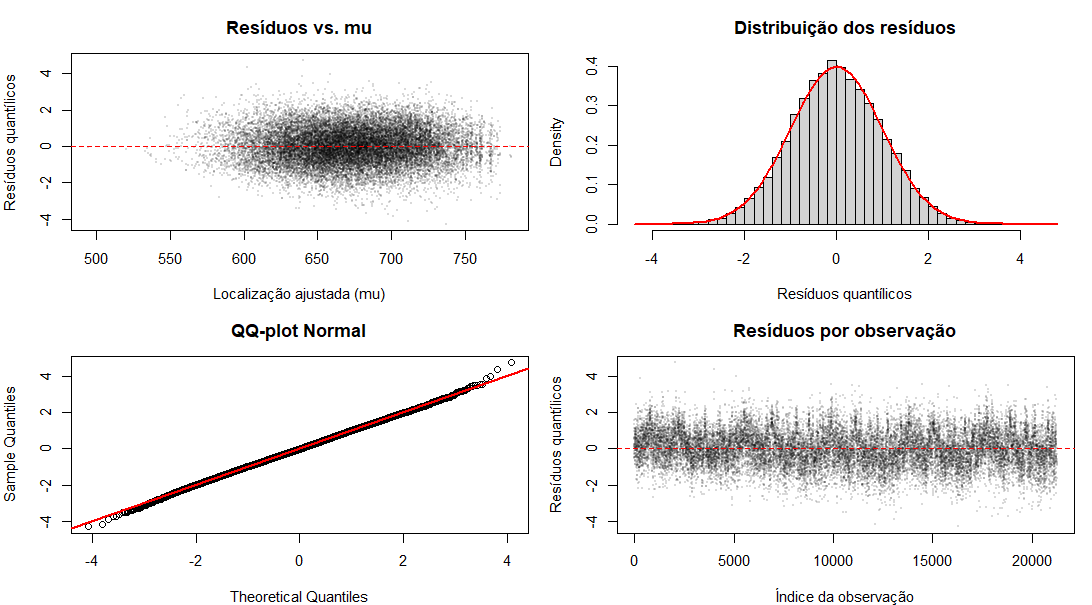 Resíduos vs. mu
Resíduos quantílicos
4
2
0
-2
-4
500 550 600 650 700 750
Localização ajustada (mu)
Distribuição dos resíduos
Density
0.4
0.3
0.2
0.1
0.0
-4 -2 0 2 4
Resíduos quantílicos
QQ-plot Normal
Sample Quantiles
4
2
0
-2
-4
-4 -2 0 2 4
Theoretical Quantiles
Resíduos por observação
Resíduos quantílicos
4
2
0
-2
-4
0 5000 10000 15000 20000
Índice da observação